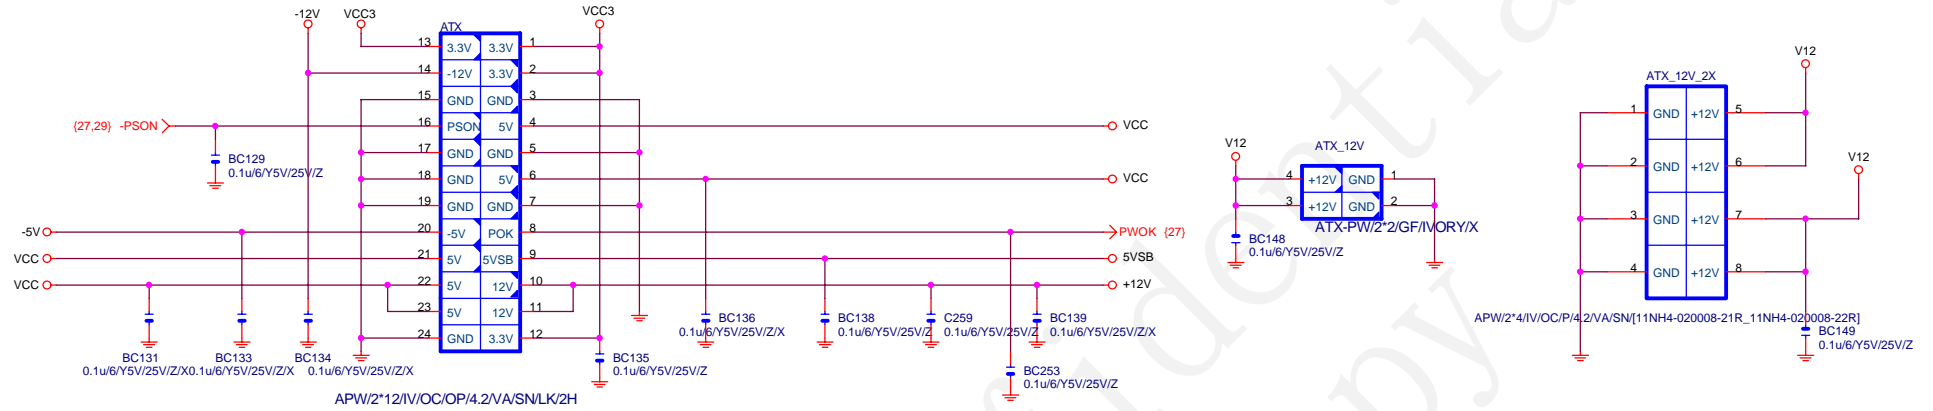 -12V
VCC3
ATX
VCC3
13 3.3V 3.3V 1
14 -12V 3.3V 2
15 GND GND 3
{27,29} -PSON 16 PSON 5V 4 VCC
17 GND GND 5
18 GND 5V 6 VCC
19 GND GND 7
-5V 20 -5V POK 8 PWOK {27}
VCC 21 5V 5VSB 9 5VSB
VCC 22 5V 12V 10 +12V
23 5V 12V 11
24 GND 3.3V 12
BC129
0.1u/6/Y5V/25V/Z
BC131
0.1u/6/Y5V/25V/Z/X
BC133
0.1u/6/Y5V/25V/Z/X
BC134
0.1u/6/Y5V/25V/Z/X
BC135
0.1u/6/Y5V/25V/Z
BC136
0.1u/6/Y5V/25V/Z/X
BC138
0.1u/6/Y5V/25V/Z
C259
0.1u/6/Y5V/25V/Z
BC139
0.1u/6/Y5V/25V/Z/X
BC253
0.1u/6/Y5V/25V/Z
APW/2*12/IV/OC/OP/4.2/VA/SN/LK/2H
V12
ATX_12V
4 +12V GND 1
3 +12V GND 2
ATX-PW/2*2/GF/IVORY/X
BC148
0.1u/6/Y5V/25V/Z
V12
ATX_12V_2X
1 GND +12V 5
2 GND +12V 6
V12
3 GND +12V 7
4 GND +12V 8
APW/2*4/IV/OC/P/4.2/VA/SN/[11NH4-020008-21R_11NH4-020008-22R]
BC149
0.1u/6/Y5V/25V/Z